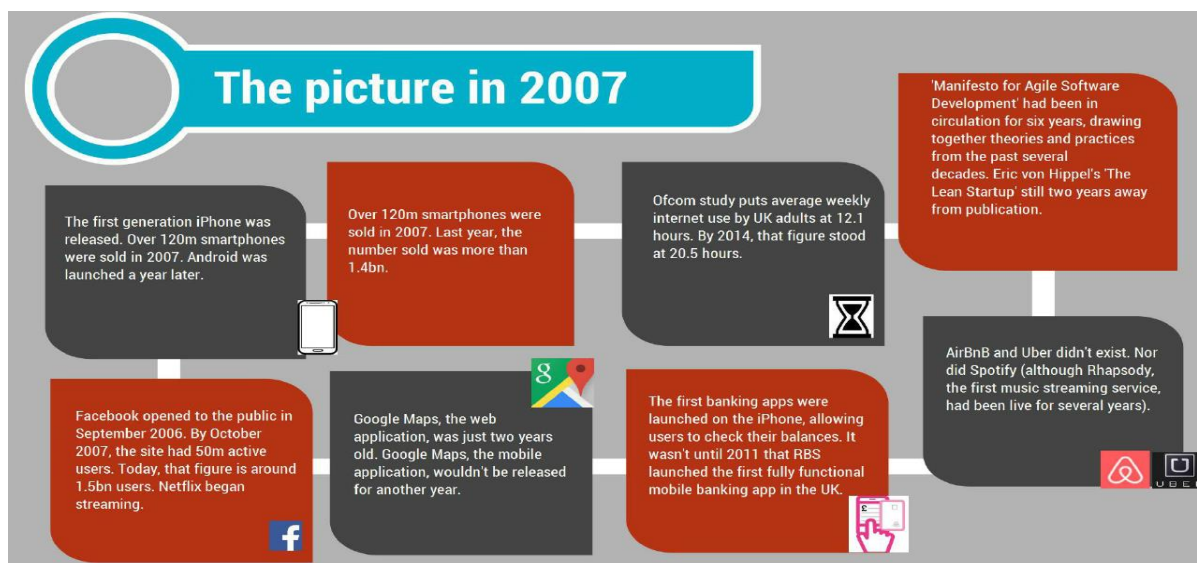 The picture in 2007
The first generation iPhone was
released. Over 120m smartphones
were sold in 2007. Android was
launched a year later.
Over 120m smartphones were
sold in 2007. Last year, the
number sold was more than
1.4bn.
Ofcom study puts average weekly
internet use by UK adults at 12.1
hours. By 2014, that figure stood
at 20.5 hours.
'Manifesto for Agile Software
Development' had been in
circulation for six years, drawing
together theories and practices
from the past several
decades. Eric von Hippel's 'The
Lean Startup' still two years away
from publication.
Facebook opened to the public in
September 2006. By October
2007, the site had 50m active
users. Today, that figure is around
1.5bn users. Netflix began
streaming.
f
Google Maps, the web
application, was just two years
old. Google Maps, the mobile
application, wouldn't be released
for another year.
g
The first banking apps were
launched on the iPhone, allowing
users to check their balances. It
wasn't until 2011 that RBS
launched the first fully functional
mobile banking app in the UK.
£
AirBnB and Uber didn't exist. Nor
did Spotify (although Rhapsody,
the first music streaming service,
had been live for several years).
UBER